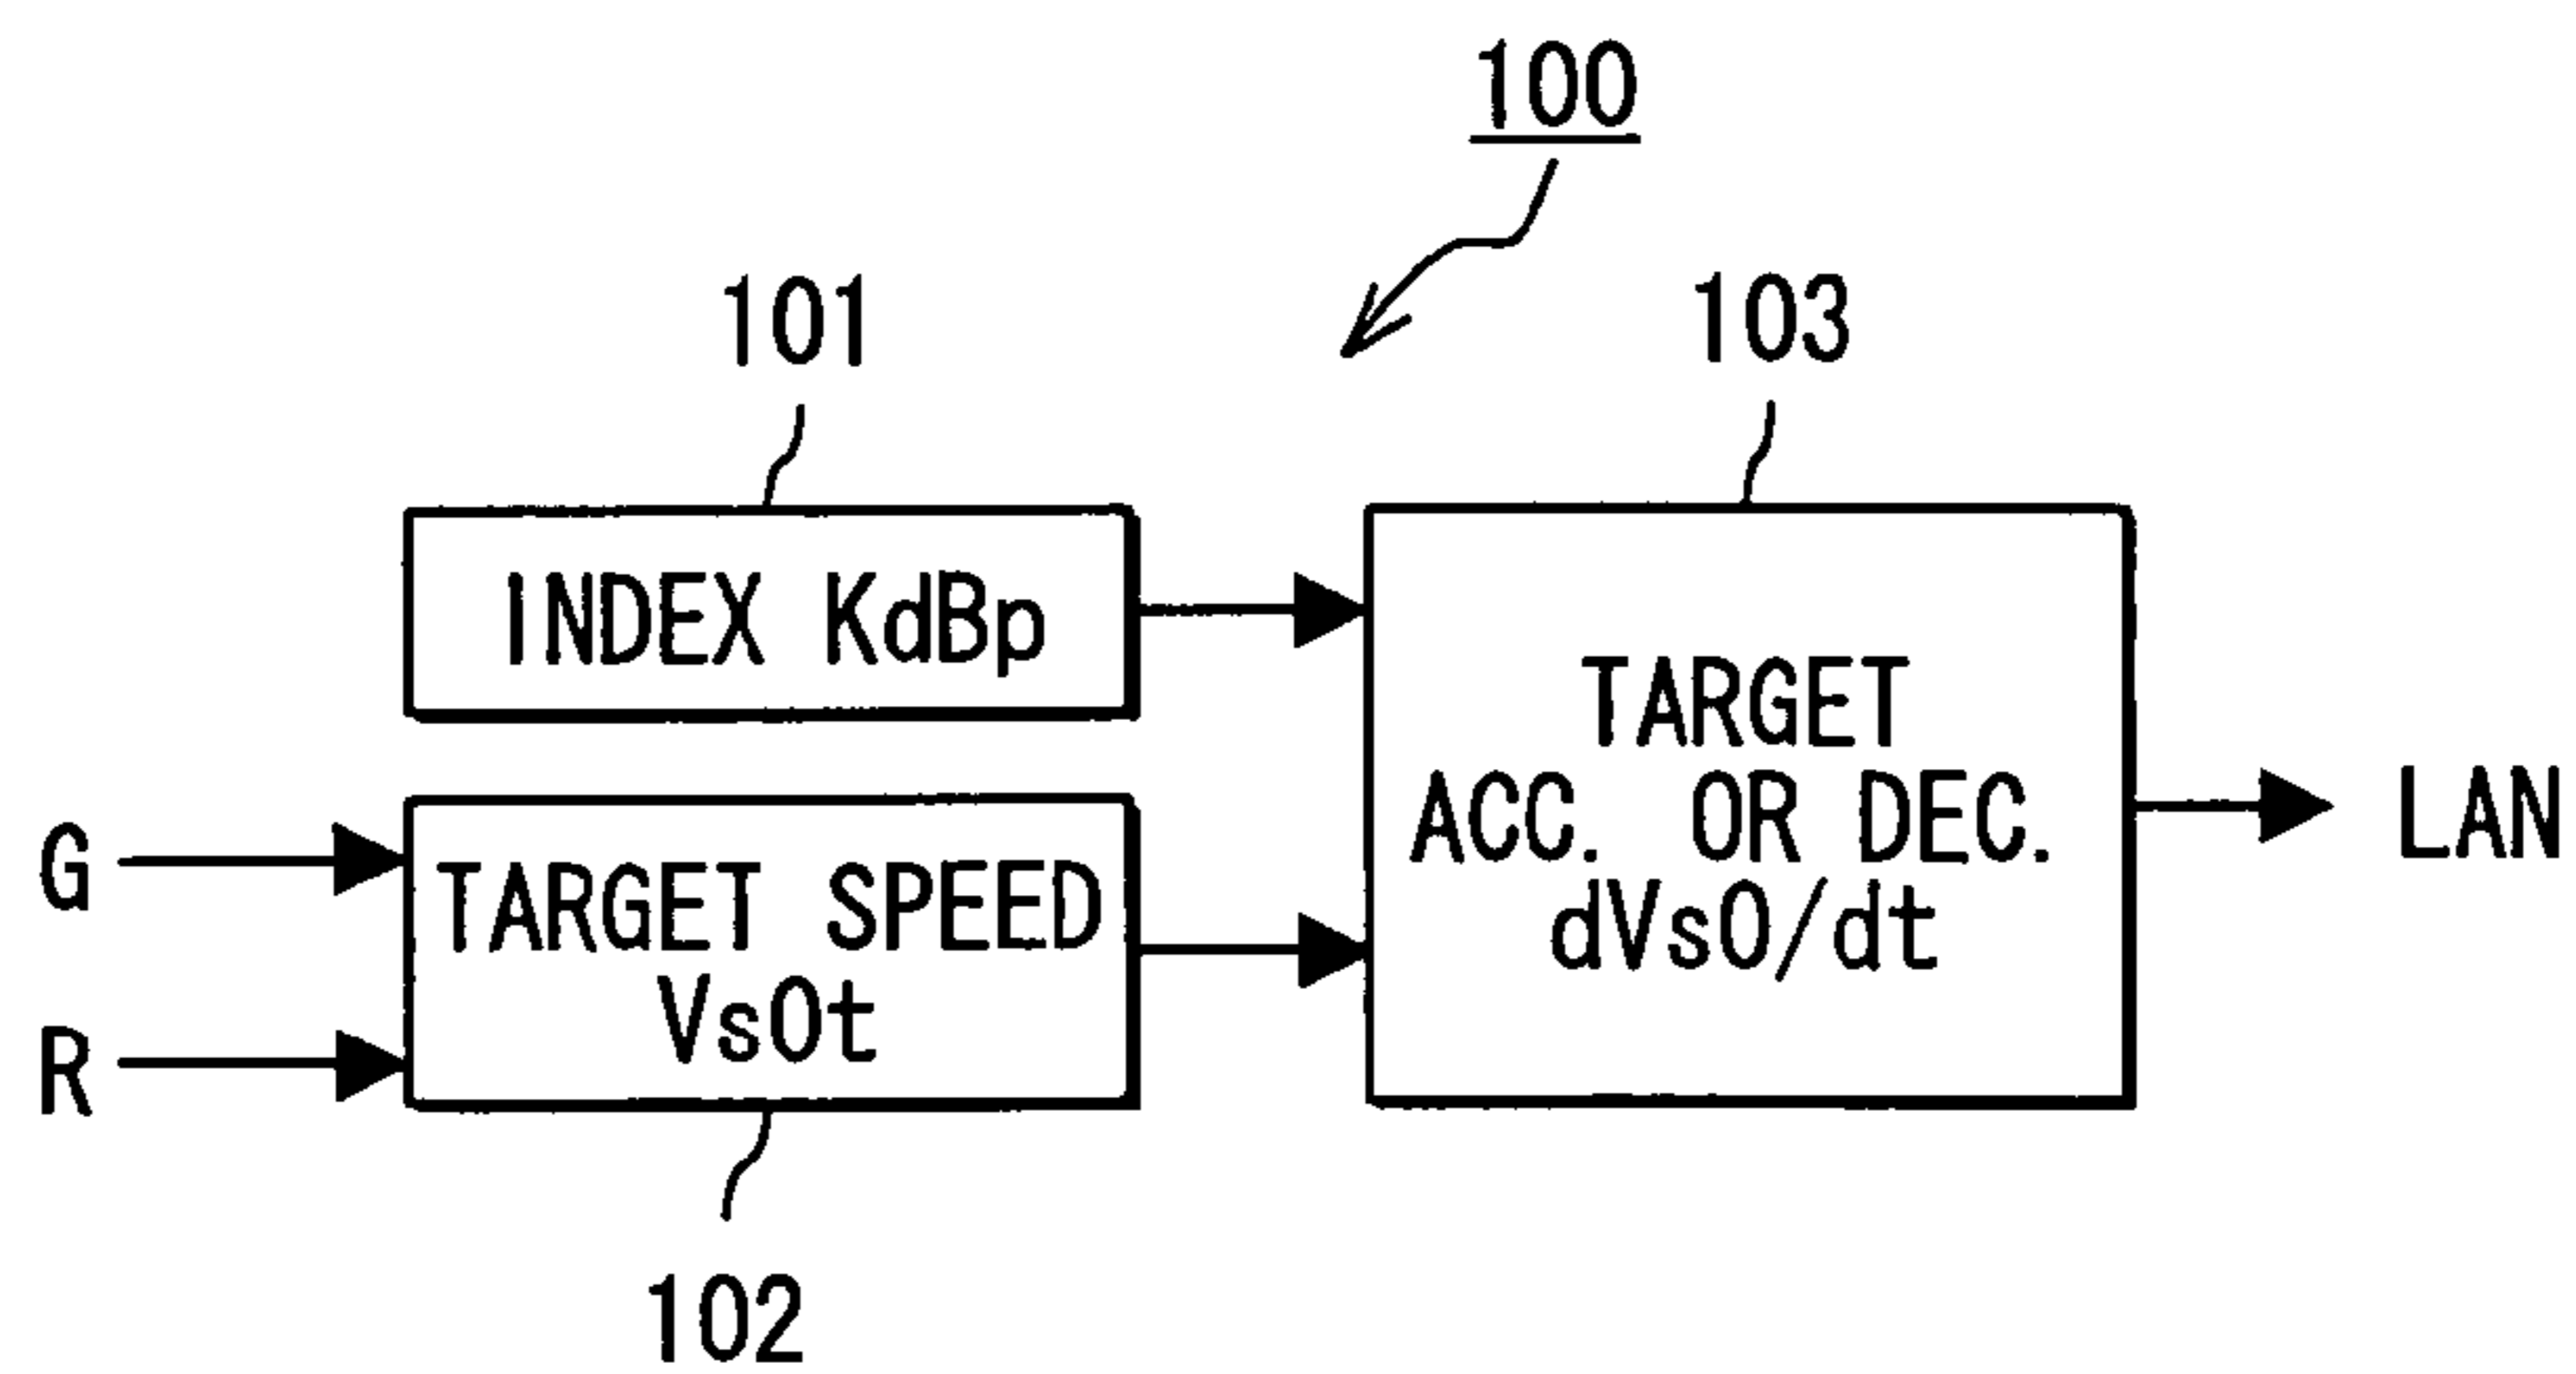 100
101
103
INDEX KdBp
TARGET
ACC. OR DEC.
dVs0/dt
LAN
G
TARGET SPEED
Vs0t
R
102